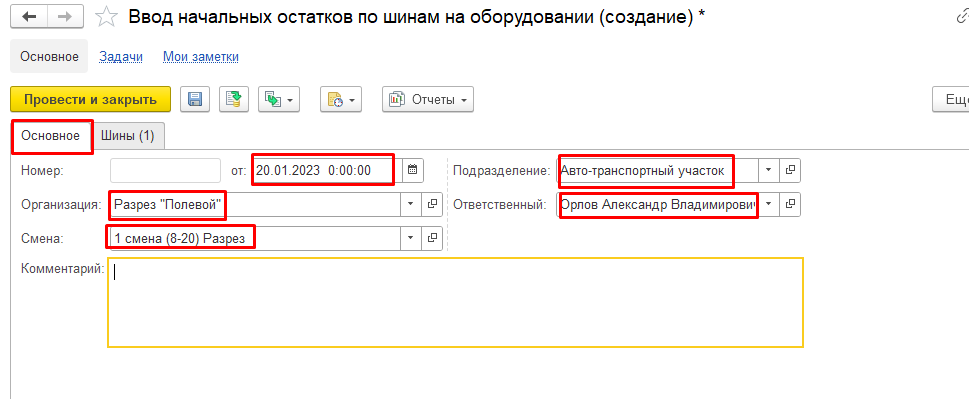 Ввод начальных остатков по шинам на оборудовании (создание) *
Основное Задачи Мои заметки
Провести и закрыть Отчеты Ещё
Основное Шины (1)
Номер: от: 20.01.2023 0:00:00 Подразделение: Авто-транспортный участок
Организация: Разрез "Полевой" Ответственный: Орлов Александр Владимирович
Смена: 1 смена (8-20) Разрез
Комментарий: